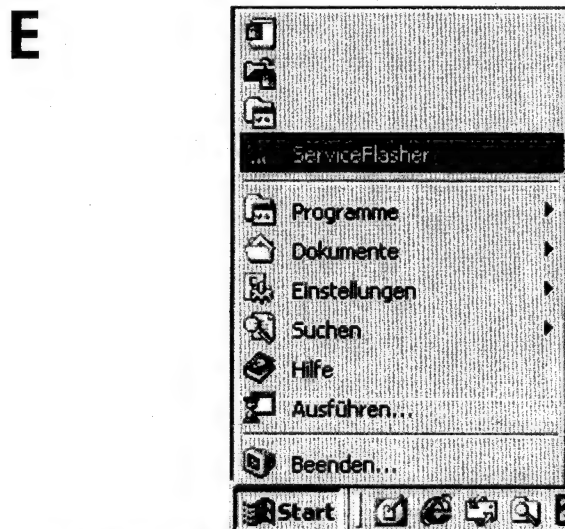 E
ServiceFlasher
Programme
Dokumente
Einstellungen
Suchen
Hilfe
Ausführen...
Beenden...
Start